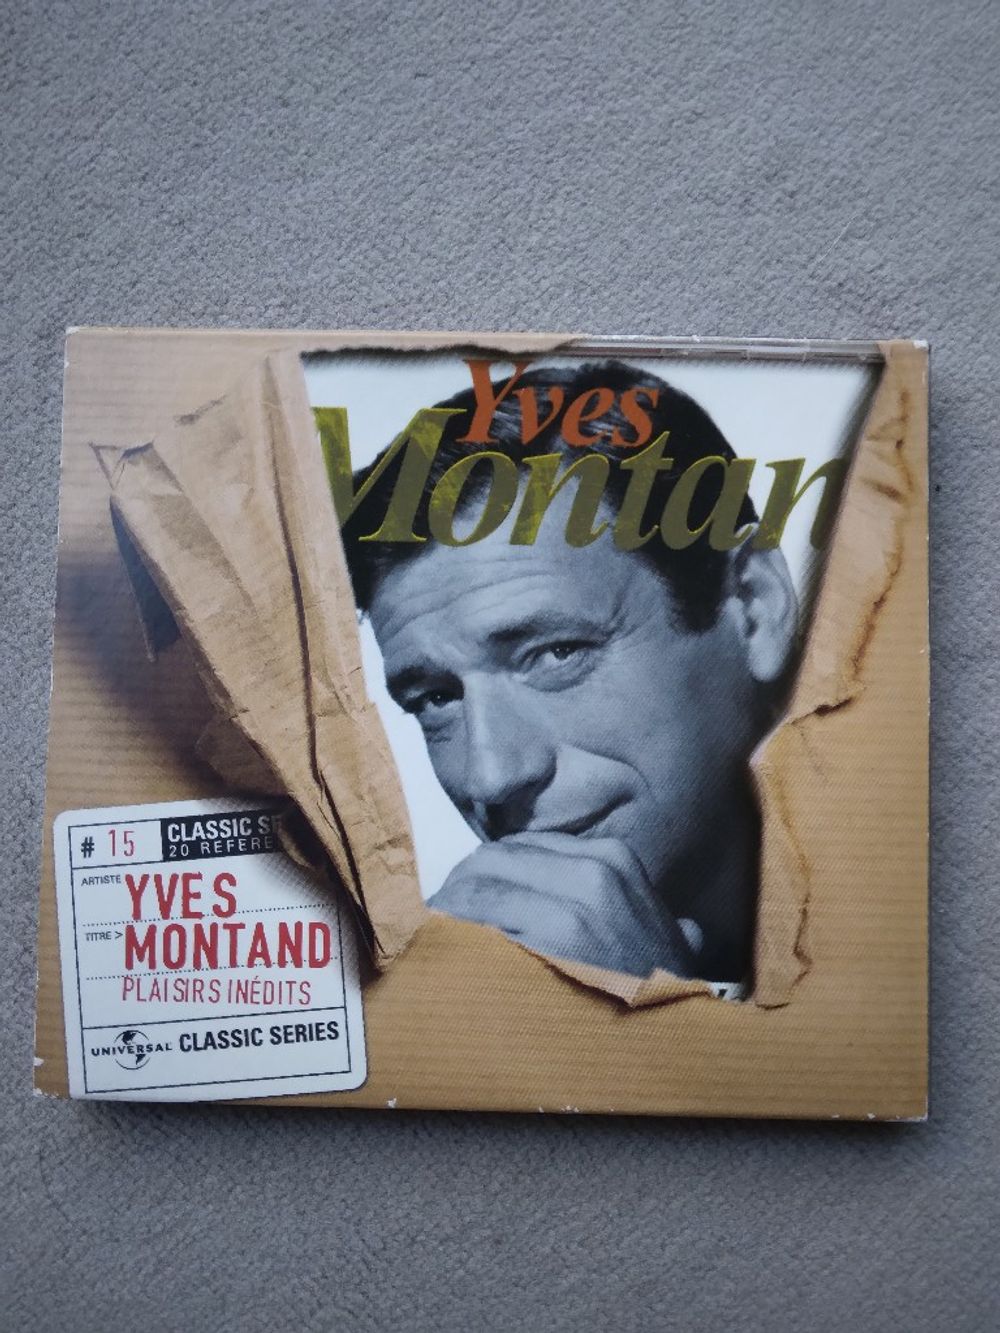 Yves
Montan
# 15
CLASSIC SE
20 REFERE
ARTISTE
YVES
TITRE >
MONTAND
PLAISIRS INÉDITS
UNIVERSAL CLASSIC SERIES